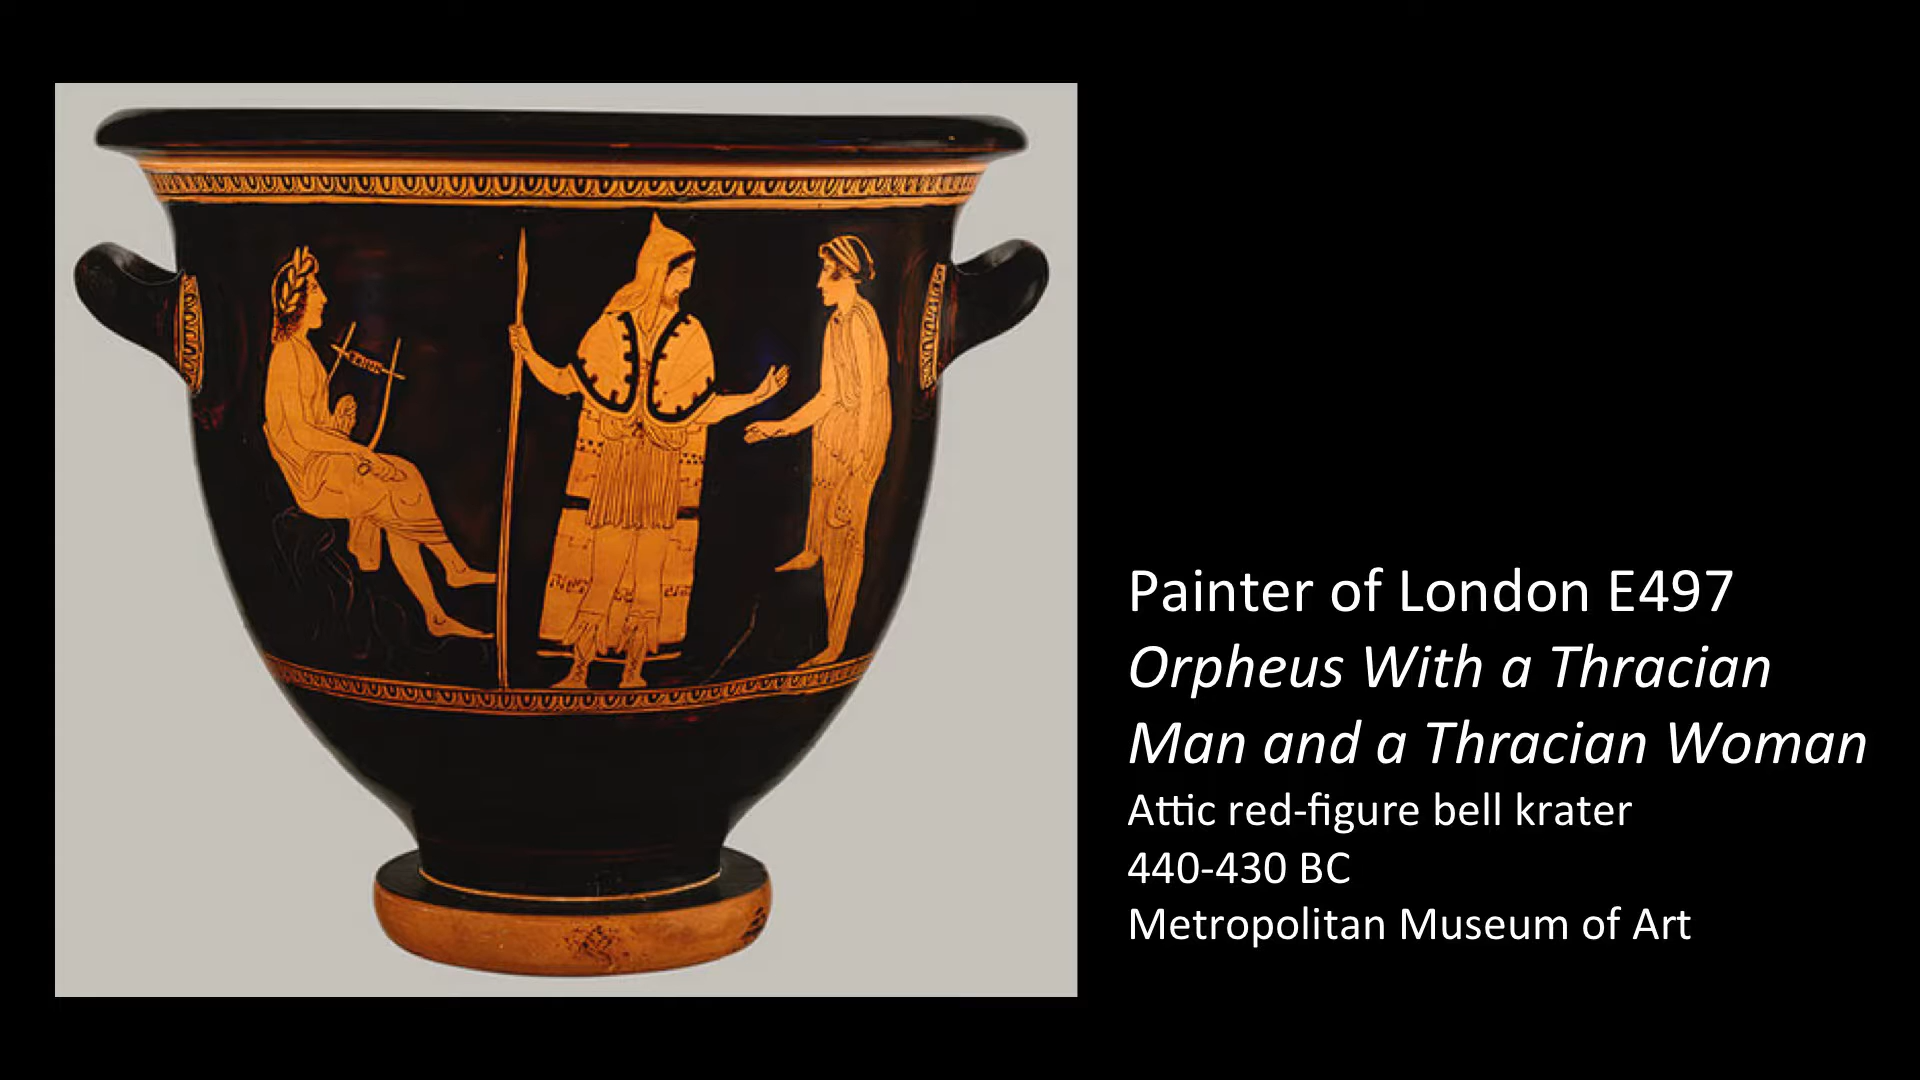 Painter of London E497
Orpheus With a Thracian
Man and a Thracian Woman
Attic red-figure bell krater
440-430 BC
Metropolitan Museum of Art